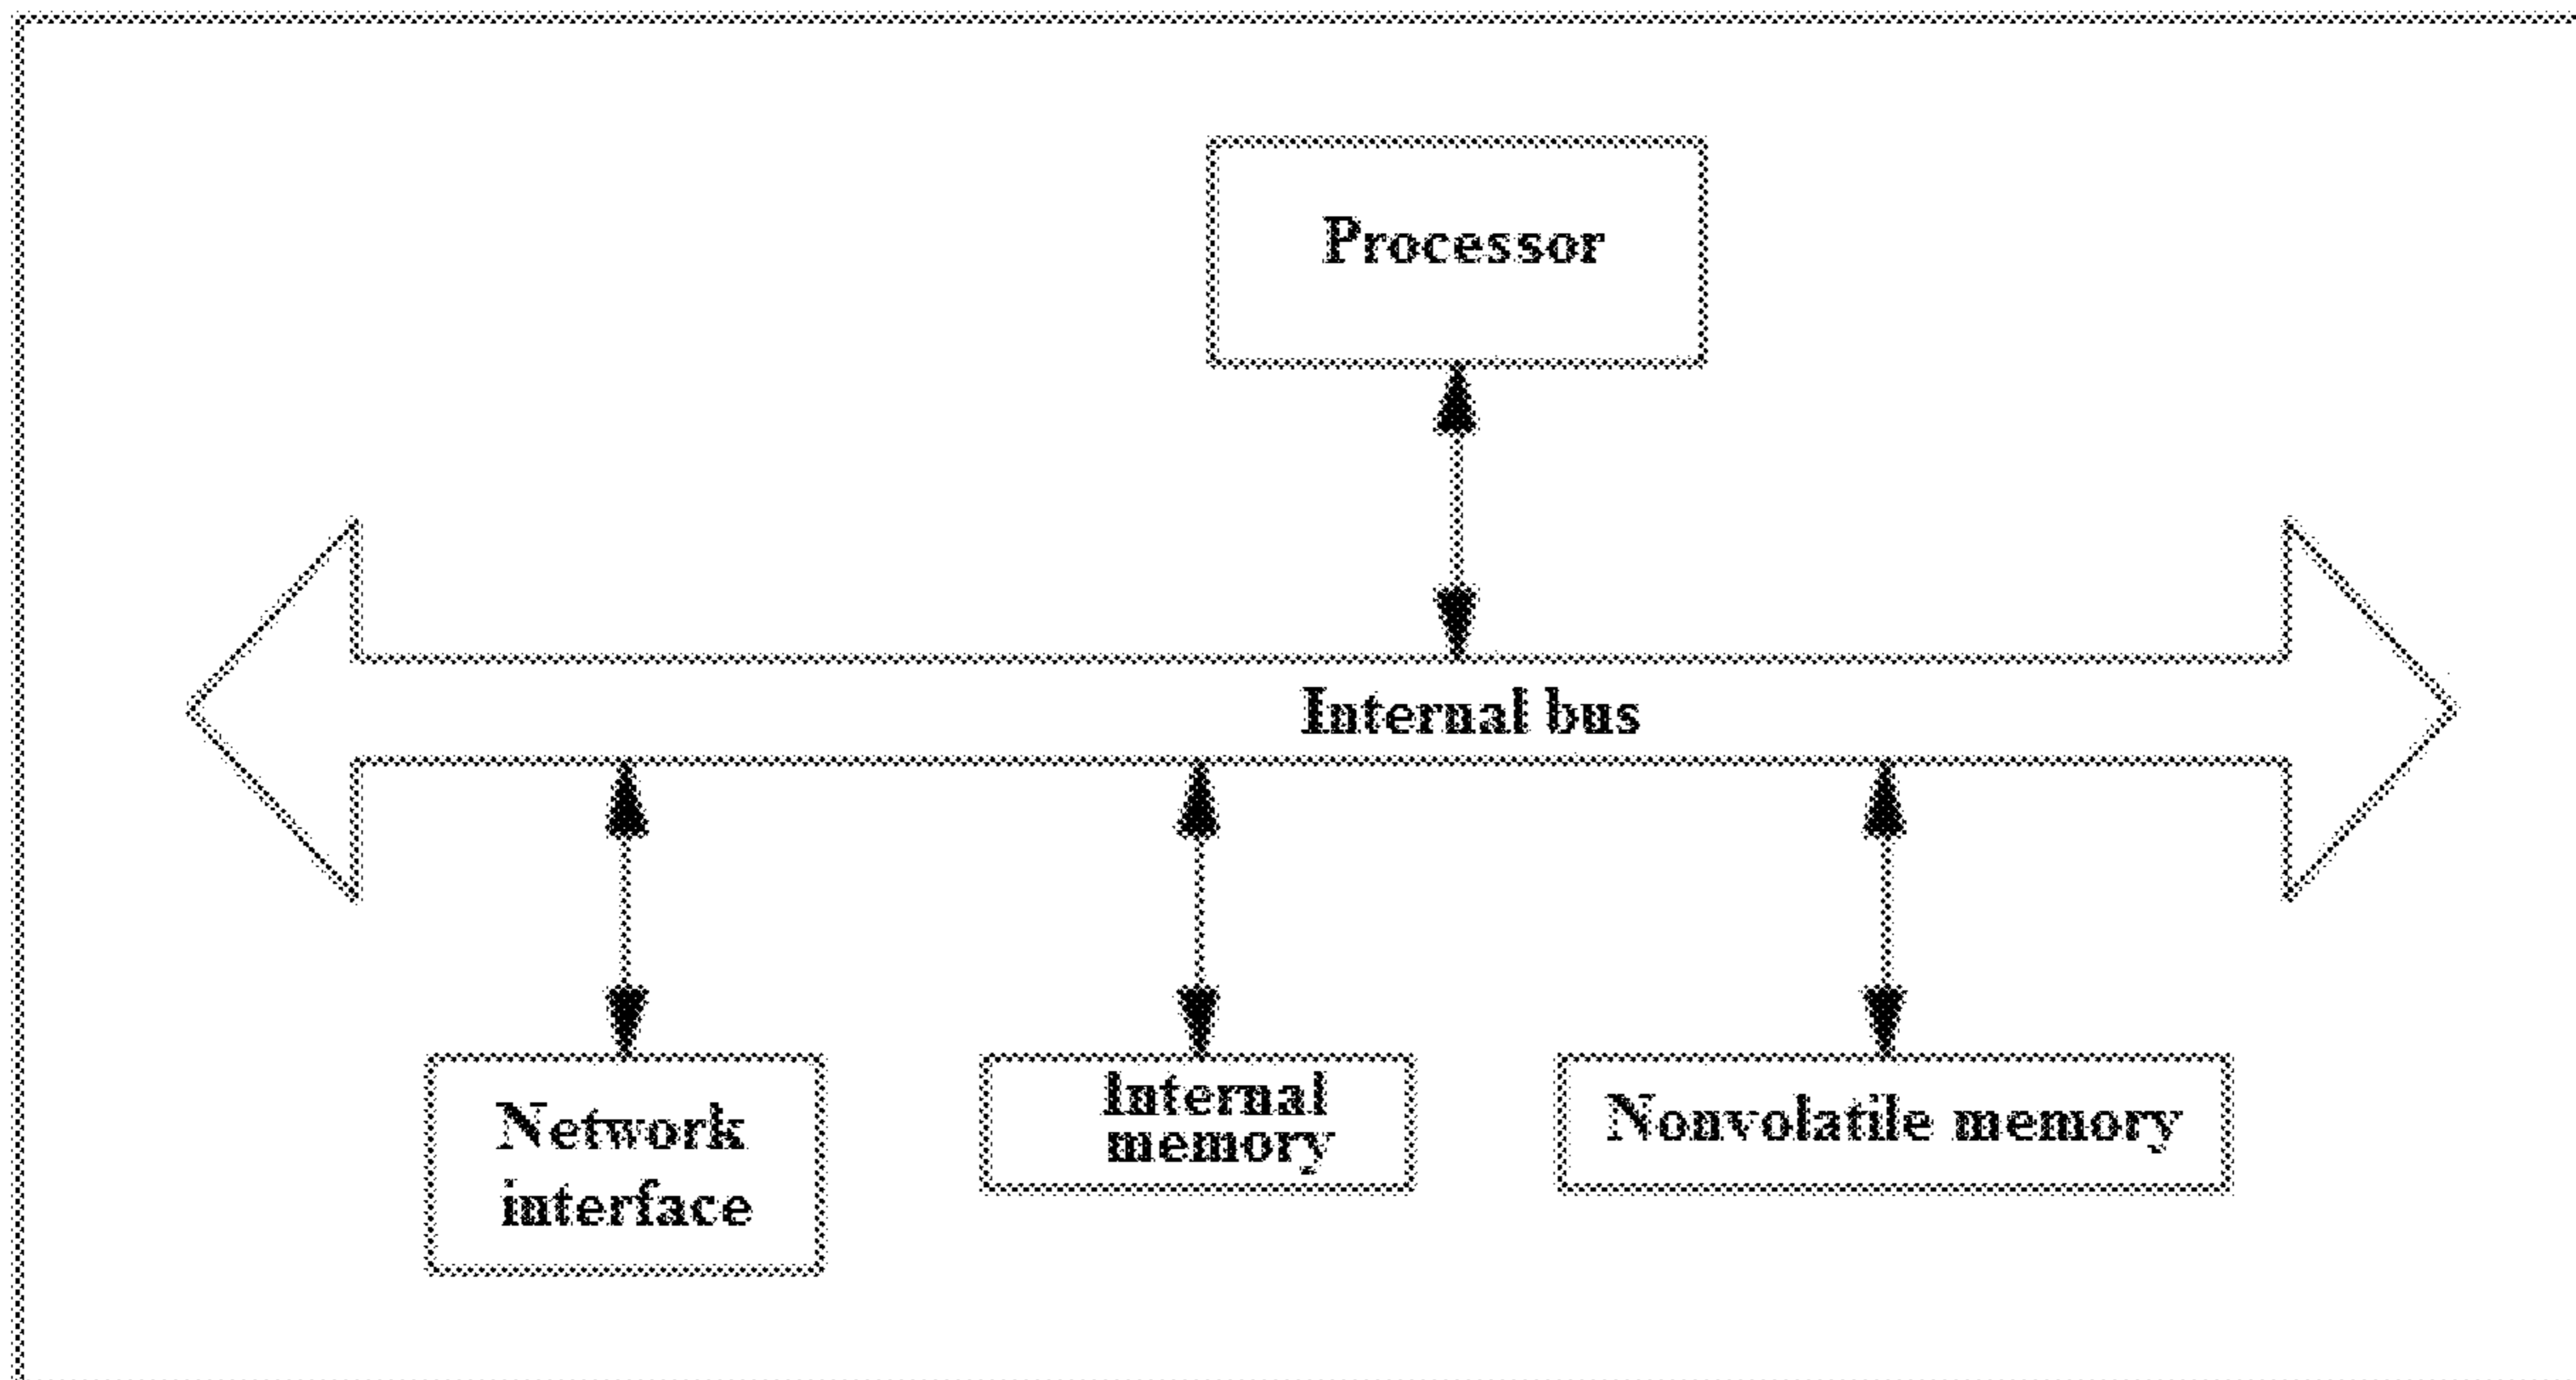 Processor
Internal bus
Network
interface
Internal
memory
Nonvolatile memory